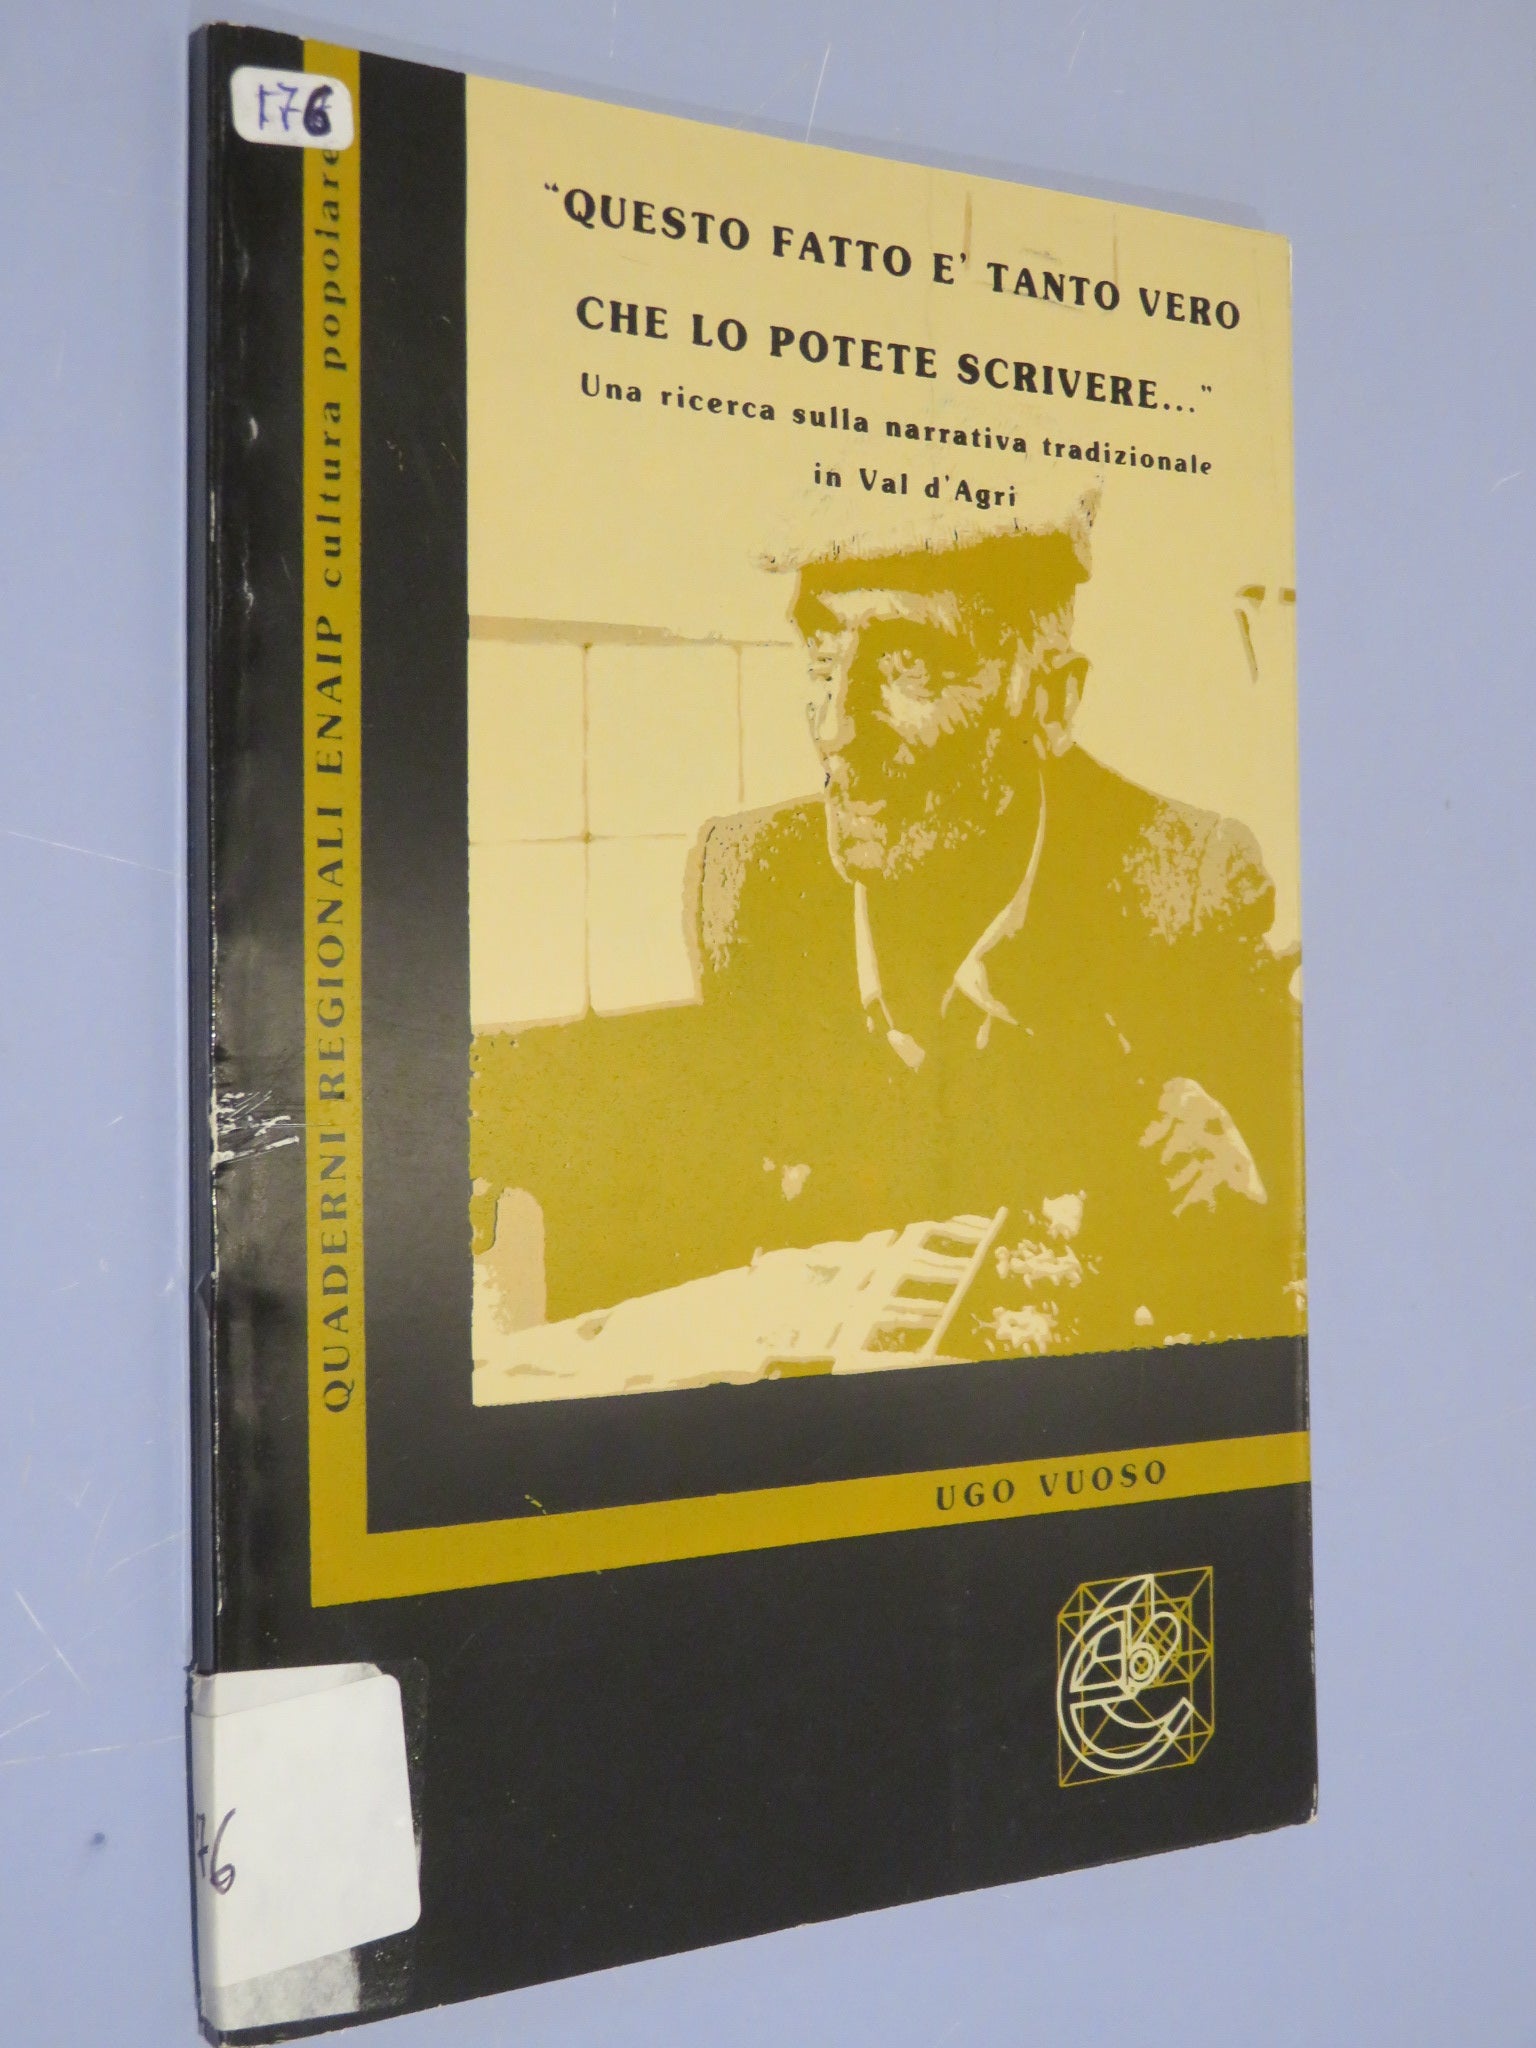 176
"QUESTO FATTO E' TANTO VERO
CHE LO POTETE SCRIVERE..."
Una ricerca sulla narrativa tradizionale
in Val d'Agri
QUADERNI REGIONALI ENAIP cultura popolare
UGO VUOSO
76